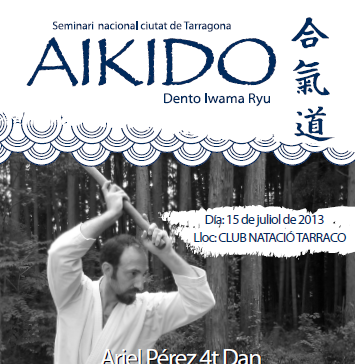 Seminari nacional ciutat de Tarragona
AIKIDO
Dento Iwama Ryu
合
氣
道
Día: 15 de juliol de 2013
Lloc: CLUB NATACIÓ TARRACO
Ariel Pérez 4t Dan